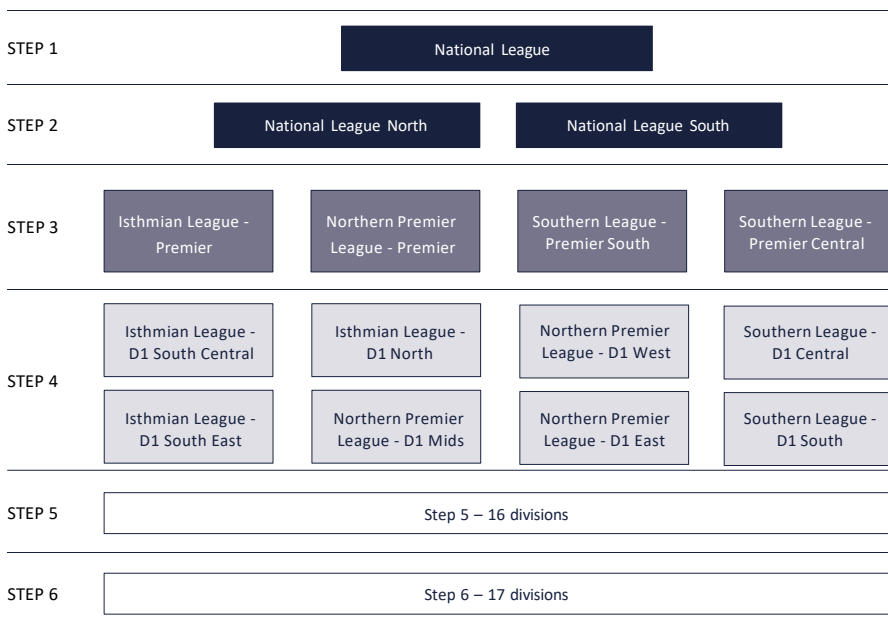 STEP 1
National League
STEP 2
National League North
National League South
STEP 3
Isthmian League -
Premier
Northern Premier
League - Premier
Southern League -
Premier South
Southern League -
Premier Central
STEP 4
Isthmian League -
D1 South Central
Isthmian League -
D1 North
Northern Premier
League - D1 West
Southern League -
D1 Central
Isthmian League -
D1 South East
Northern Premier
League - D1 Mids
Northern Premier
League - D1 East
Southern League -
D1 South
STEP 5
Step 5 – 16 divisions
STEP 6
Step 6 – 17 divisions